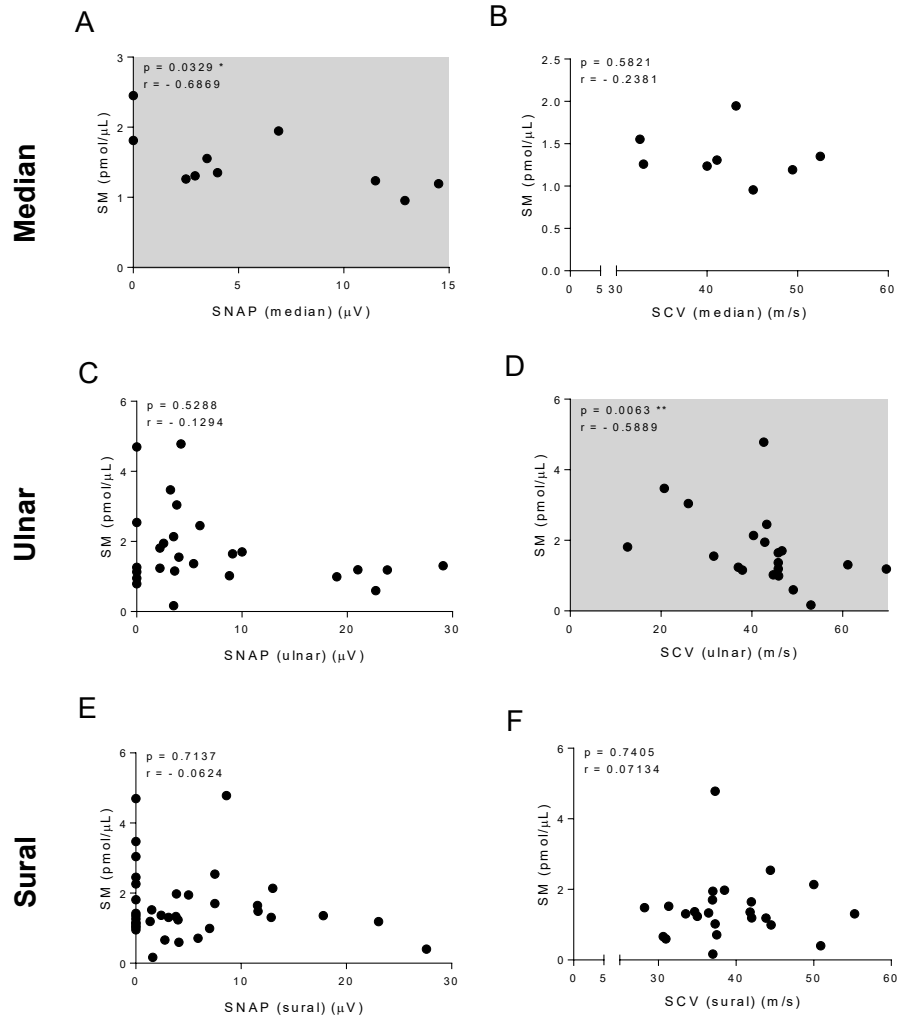 A
p = 0.0329 *
r = - 0.6869
3
2
1
0
SM (pmol/μL)
0 5 10 15
SNAP (median) (μV)
B
p = 0.5821
r = -0.2381
2.5
2.0
1.5
1.0
0.5
0.0
SM (pmol/μL)
0 5 30 40 50 60
SCV (median) (m/s)
Median
C
p = 0.5288
r = - 0.1294
6
4
2
0
SM (pmol/μL)
0 10 20 30
SNAP (ulnar) (μV)
D
p = 0.0063 **
r = -0.5889
6
4
2
0
SM (pmol/μL)
0 20 40 60
SCV (ulnar) (m/s)
Ulnar
E
p = 0.7137
r = - 0.0624
6
4
2
0
SM (pmol/μL)
0 10 20 30
SNAP (sural) (μV)
F
p = 0.7405
r = 0.07134
6
4
2
0
SM (pmol/μL)
0 5 30 40 50 60
SCV (sural) (m/s)
Sural